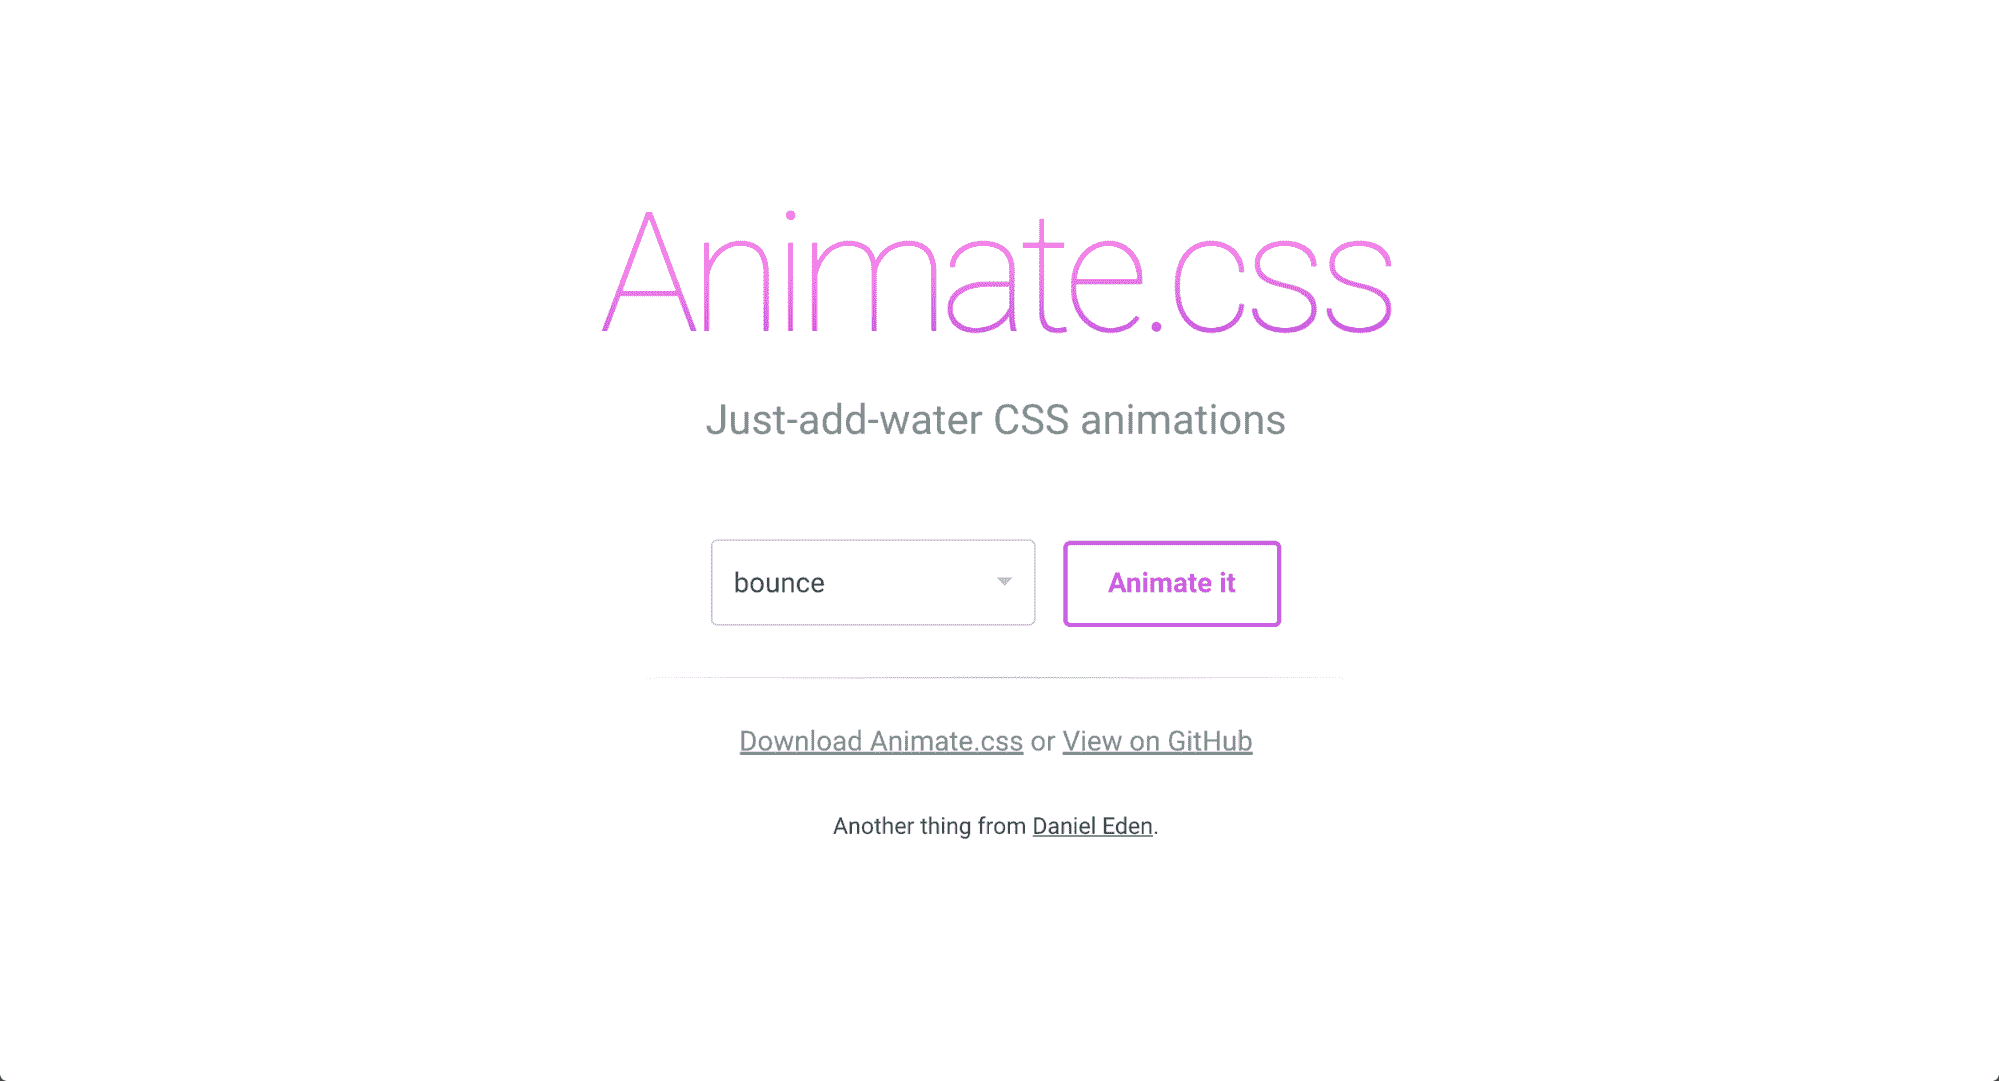 Animate.css
Just-add-water CSS animations
bounce
Animate it
Download Animate.css or View on GitHub
Another thing from Daniel Eden.